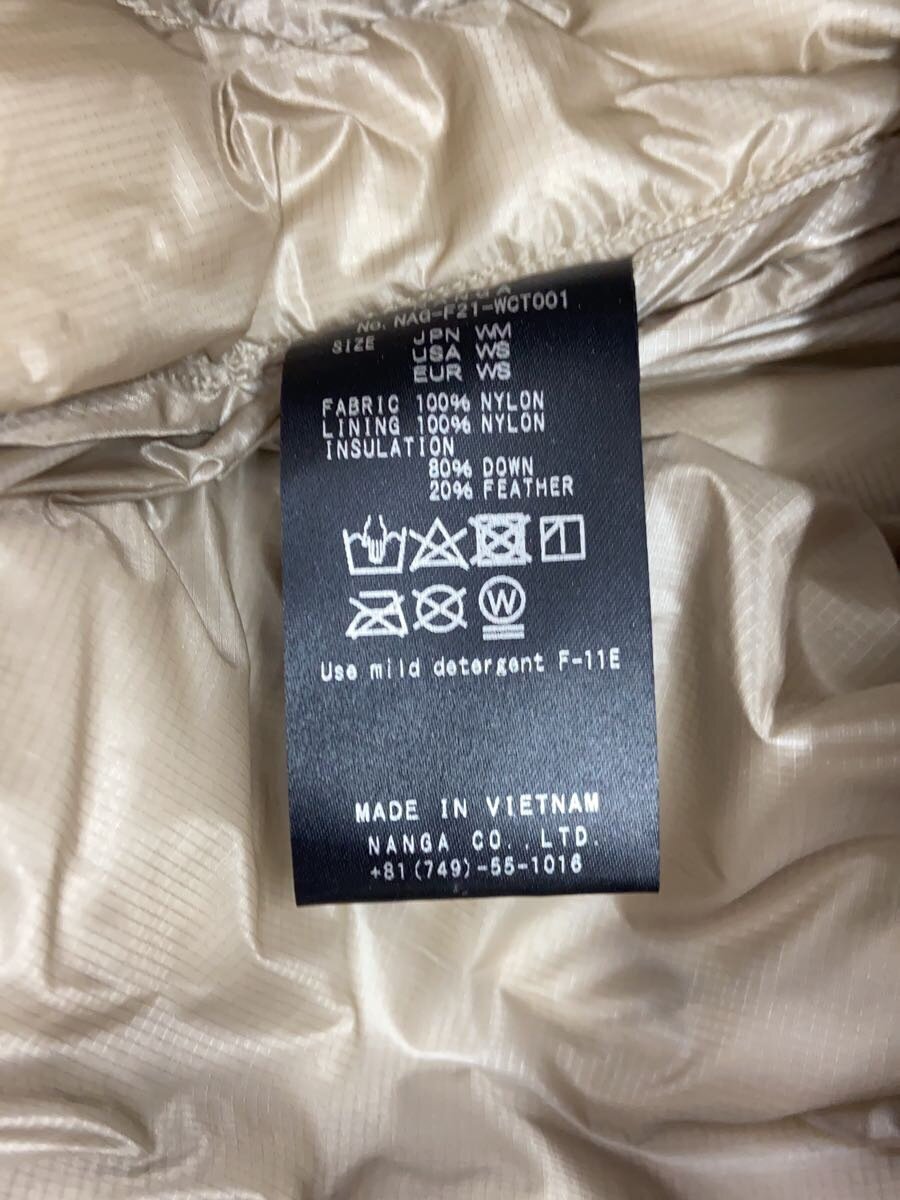 No. NAG-F21-WCT001
SIZE JPN WM
USA WS
EUR WS
FABRIC 100% NYLON
LINING 100% NYLON
INSULATION
80% DOWN
20% FEATHER
W
Use mild detergent F-11E
MADE IN VIETNAM
NANGA CO.,LTD.
+81(749)-55-1016